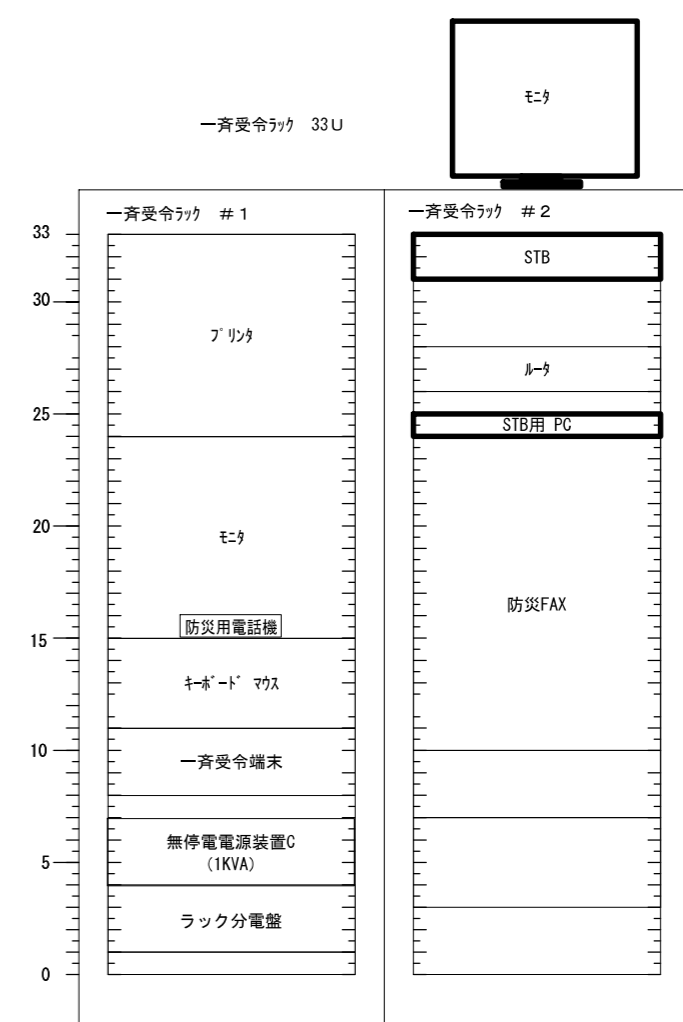 ﾓﾆﾀ
一斉受令ﾗｯｸ 33U
一斉受令ﾗｯｸ #1
一斉受令ﾗｯｸ #2
33
30
25
20
15
10
5
0
ﾌﾟﾘﾝﾀ
ﾓﾆﾀ
防災用電話機
ｷｰﾎﾞｰﾄﾞ ﾏｳｽ
一斉受令端末
無停電電源装置C
(1KVA)
ラック分電盤
STB
ﾙｰﾀ
STB用 PC
防災FAX